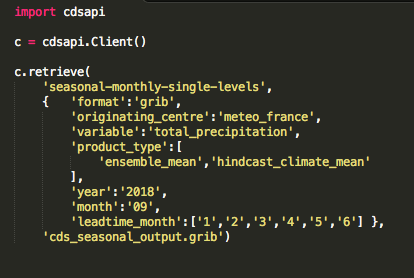 import cdsapi
c = cdsapi.Client()
c.retrieve(
'seasonal-monthly-single-levels',
{ 'format':'grib',
'originating_centre':'meteo_france',
'variable':'total_precipitation',
'product_type':[
'ensemble_mean','hindcast_climate_mean'
],
'year':'2018',
'month':'09',
'leadtime_month':['1','2','3','4','5','6'] },
'cds_seasonal_output.grib')